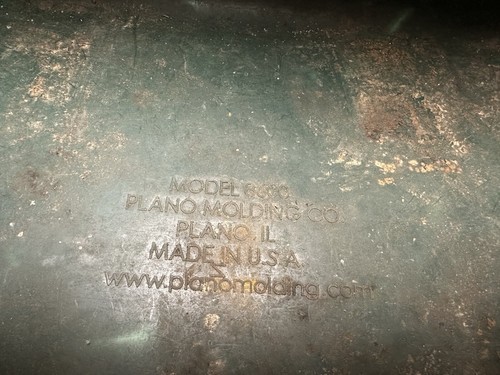 MODEL
PLANO MOLDING CO.
PLANO, IL
MADE IN U.S.A.
www.planomolding.com